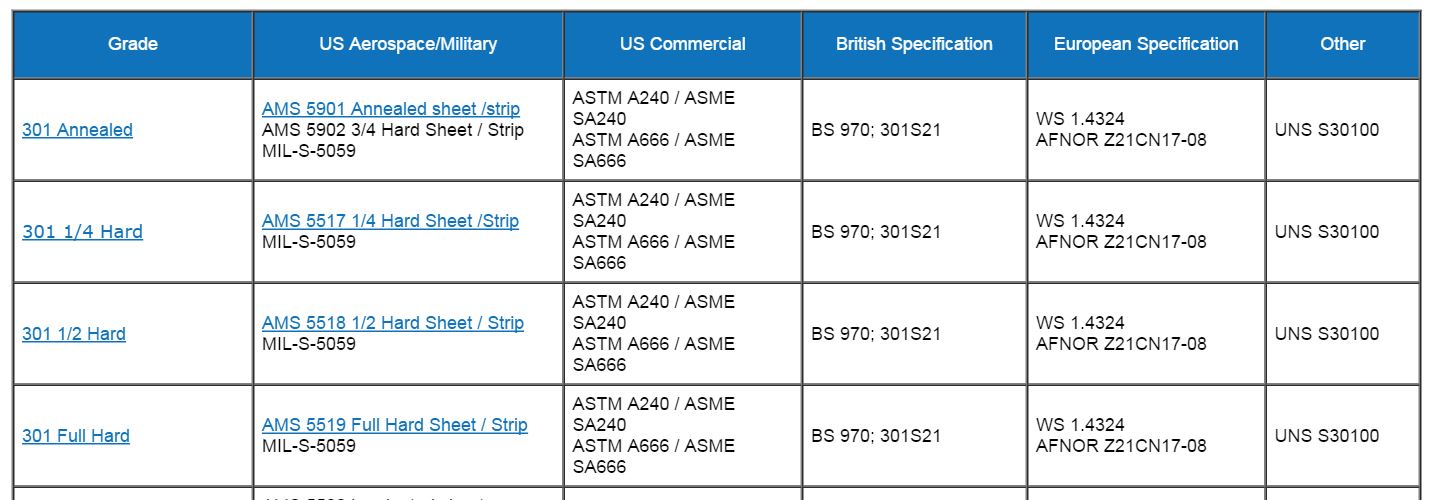 Grade US Aerospace/Military US Commercial British Specification European Specification Other
301 Annealed
AMS 5901 Annealed sheet /strip
AMS 5902 3/4 Hard Sheet / Strip
MIL-S-5059
ASTM A240 / ASME
SA240
ASTM A666 / ASME
SA666
BS 970; 301S21
WS 1.4324
AFNOR Z21CN17-08
UNS S30100
301 1/4 Hard
AMS 5517 1/4 Hard Sheet /Strip
MIL-S-5059
ASTM A240 / ASME
SA240
ASTM A666 / ASME
SA666
BS 970; 301S21
WS 1.4324
AFNOR Z21CN17-08
UNS S30100
301 1/2 Hard
AMS 5518 1/2 Hard Sheet / Strip
MIL-S-5059
ASTM A240 / ASME
SA240
ASTM A666 / ASME
SA666
BS 970; 301S21
WS 1.4324
AFNOR Z21CN17-08
UNS S30100
301 Full Hard
AMS 5519 Full Hard Sheet / Strip
MIL-S-5059
ASTM A240 / ASME
SA240
ASTM A666 / ASME
SA666
BS 970; 301S21
WS 1.4324
AFNOR Z21CN17-08
UNS S30100